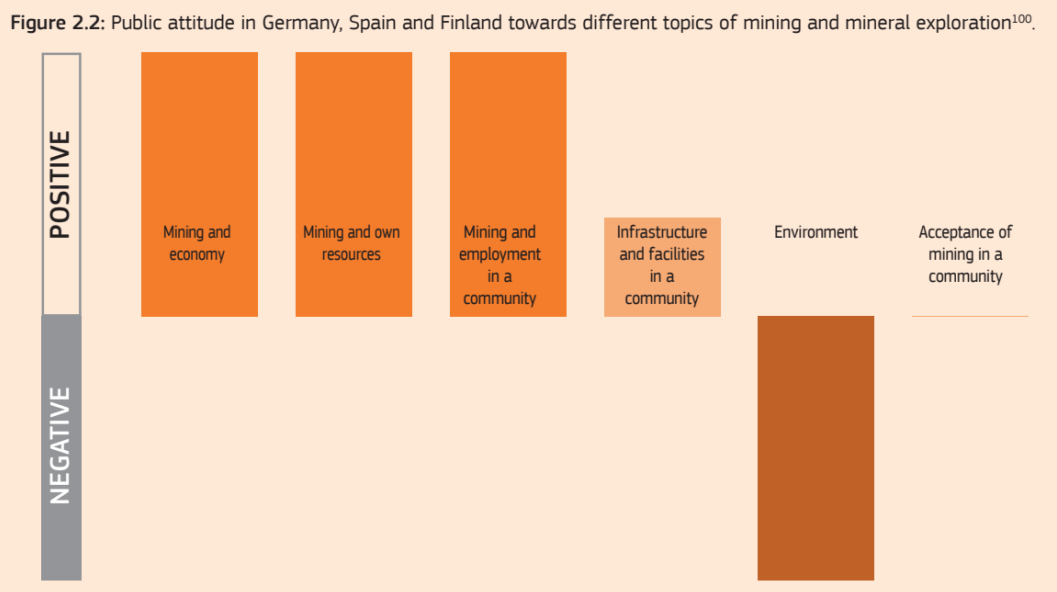 Figure 2.2: Public attitude in Germany, Spain and Finland towards different topics of mining and mineral exploration¹⁰⁰.
POSITIVE
Mining and
economy
Mining and own
resources
Mining and
employment
in a
community
Infrastructure
and facilities
in a
community
Environment
Acceptance of
mining in a
community
NEGATIVE